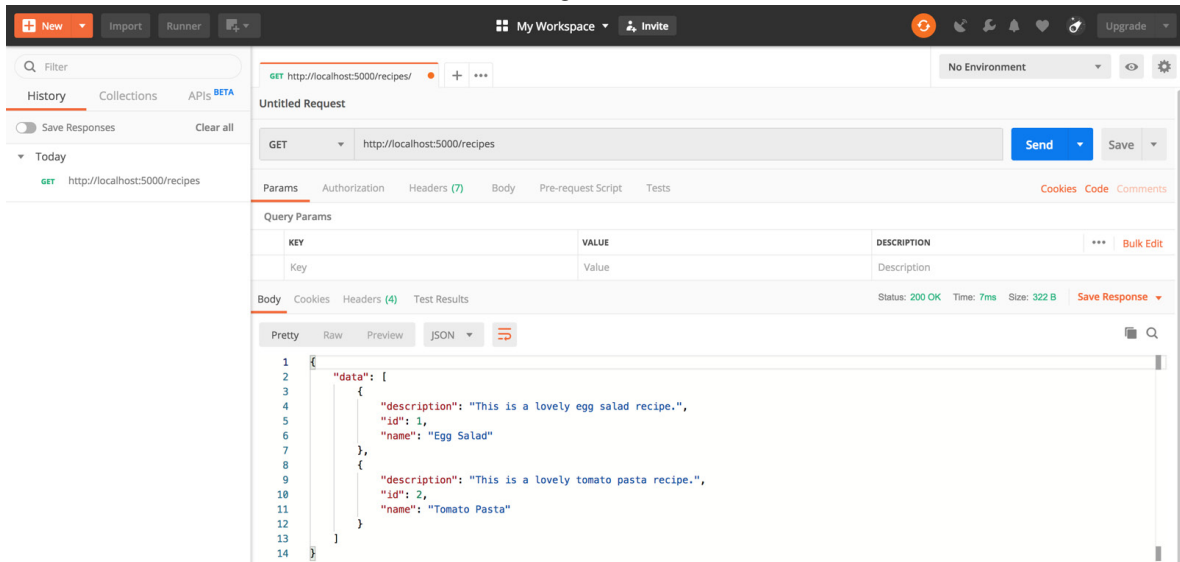 New Import Runner My Workspace Invite Upgrade
Filter
History Collections APIs BETA
Save Responses Clear all
Today
GET http://localhost:5000/recipes
GET http://localhost:5000/recipes/ No Environment
Untitled Request
GET http://localhost:5000/recipes Send Save
Params Authorization Headers (7) Body Pre-request Script Tests Cookies Code Comments
Query Params
KEY VALUE DESCRIPTION Bulk Edit
Key Value Description
Body Cookies Headers (4) Test Results Status: 200 OK Time: 7ms Size: 322 B Save Response
Pretty Raw Preview JSON
1 {
2 "data": [
3 {
4 "description": "This is a lovely egg salad recipe.",
5 "id": 1,
6 "name": "Egg Salad"
7 },
8 {
9 "description": "This is a lovely tomato pasta recipe.",
10 "id": 2,
11 "name": "Tomato Pasta"
12 }
13 ]
14 }